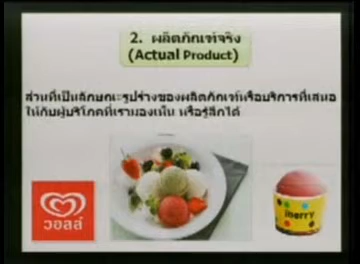 2. ผลิตภัณฑ์จริง
(Actual Product)
ส่วนที่เป็นลักษณะรูปร่างของผลิตภัณฑ์หรือบริการที่เสนอ
ให้กับผู้บริโภคที่เรามองเห็น หรือรู้สึกได้
วอลล์
iberry